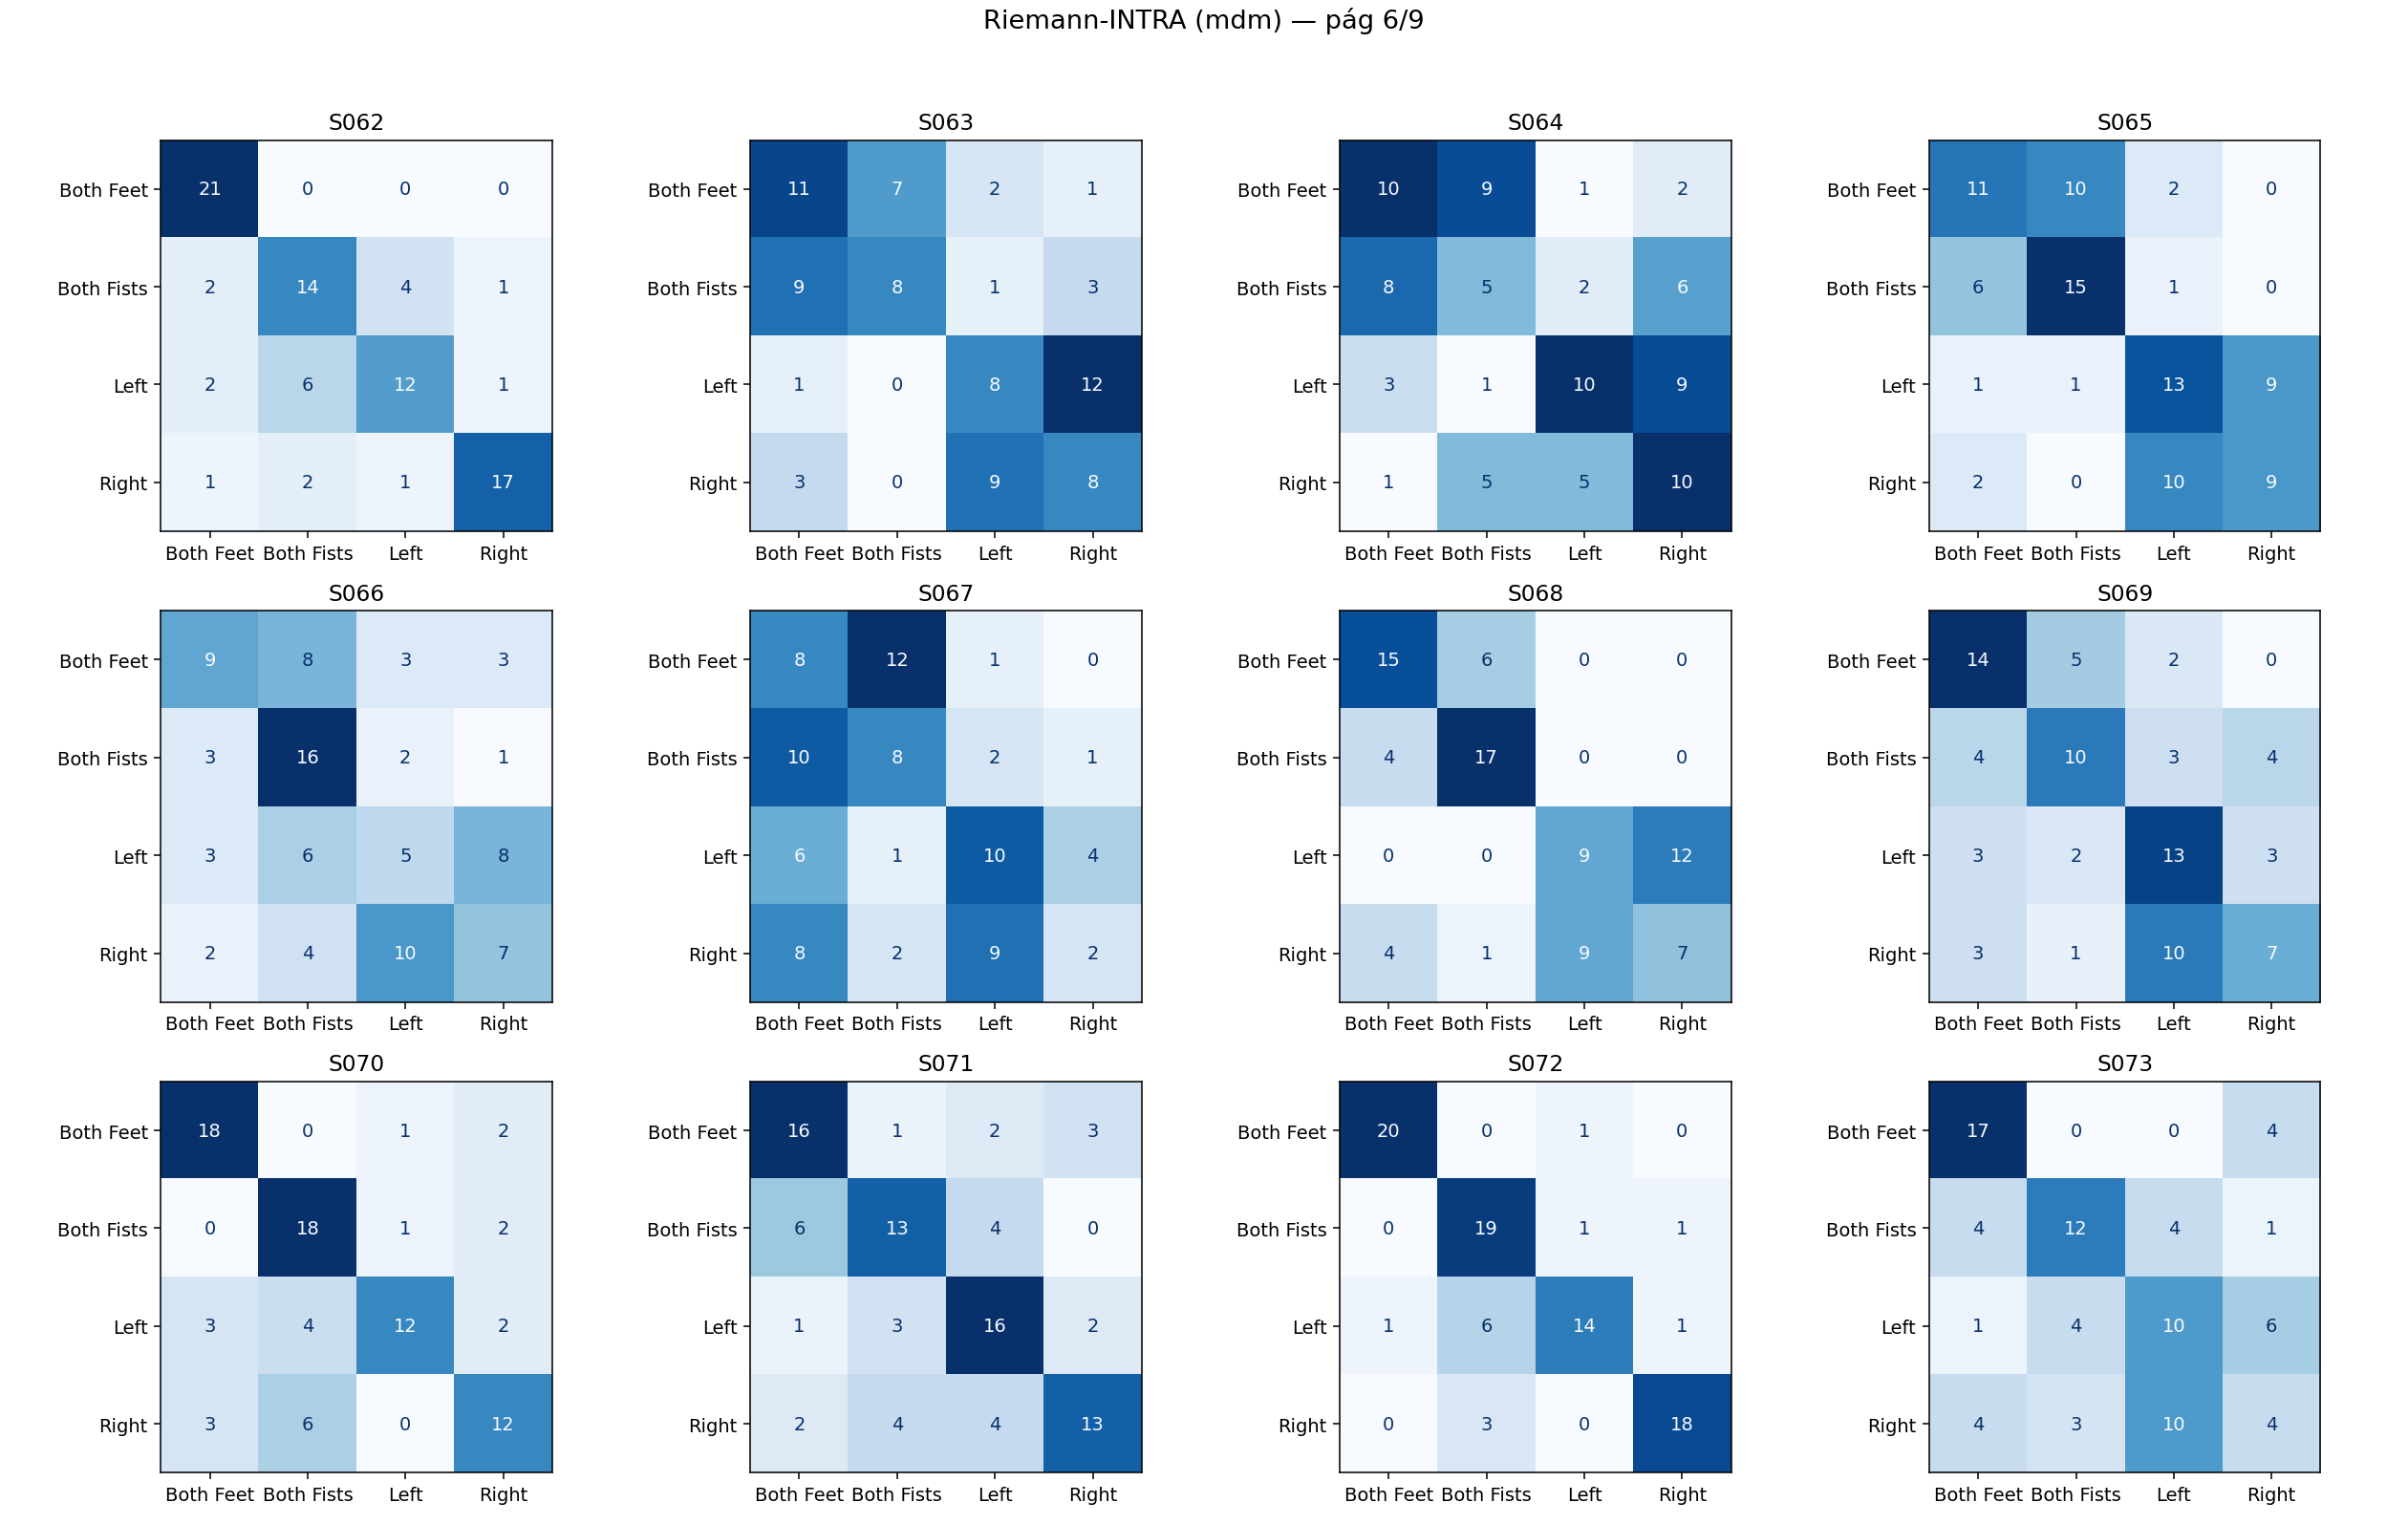 Riemann-INTRA (mdm) — pág 6/9
S062 S063 S064 S065
Both Feet 21 0 0 0 Both Feet 11 7 2 1 Both Feet 10 9 1 2 Both Feet 11 10 2 0
Both Fists 2 14 4 1 Both Fists 9 8 1 3 Both Fists 8 5 2 6 Both Fists 6 15 1 0
Left 2 6 12 1 Left 1 0 8 12 Left 3 1 10 9 Left 1 1 13 9
Right 1 2 1 17 Right 3 0 9 8 Right 1 5 5 10 Right 2 0 10 9
Both Feet Both Fists Left Right Both Feet Both Fists Left Right Both Feet Both Fists Left Right Both Feet Both Fists Left Right
S066 S067 S068 S069
Both Feet 9 8 3 3 Both Feet 8 12 1 0 Both Feet 15 6 0 0 Both Feet 14 5 2 0
Both Fists 3 16 2 1 Both Fists 10 8 2 1 Both Fists 4 17 0 0 Both Fists 4 10 3 4
Left 3 6 5 8 Left 6 1 10 4 Left 0 0 9 12 Left 3 2 13 3
Right 2 4 10 7 Right 8 2 9 2 Right 4 1 9 7 Right 3 1 10 7
Both Feet Both Fists Left Right Both Feet Both Fists Left Right Both Feet Both Fists Left Right Both Feet Both Fists Left Right
S070 S071 S072 S073
Both Feet 18 0 1 2 Both Feet 16 1 2 3 Both Feet 20 0 1 0 Both Feet 17 0 0 4
Both Fists 0 18 1 2 Both Fists 6 13 4 0 Both Fists 0 19 1 1 Both Fists 4 12 4 1
Left 3 4 12 2 Left 1 3 16 2 Left 1 6 14 1 Left 1 4 10 6
Right 3 6 0 12 Right 2 4 4 13 Right 0 3 0 18 Right 4 3 10 4
Both Feet Both Fists Left Right Both Feet Both Fists Left Right Both Feet Both Fists Left Right Both Feet Both Fists Left Right